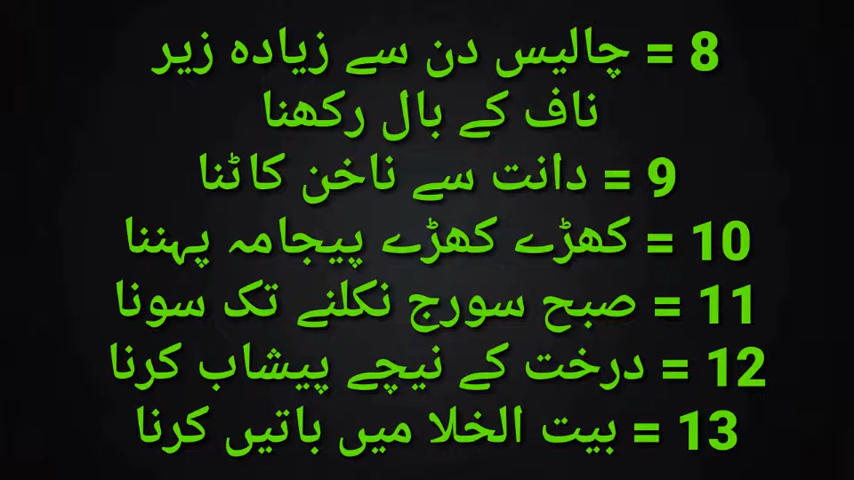 8 = چالیس دن سے زیادہ زیر
ناف کے بال رکھنا
9 = دانت سے ناخن کاٹنا
10 = کھڑے کھڑے پیجامہ پہننا
11 = صبح سورج نکلنے تک سونا
12 = درخت کے نیچے پیشاب کرنا
13 = بیت الخلا میں باتیں کرنا